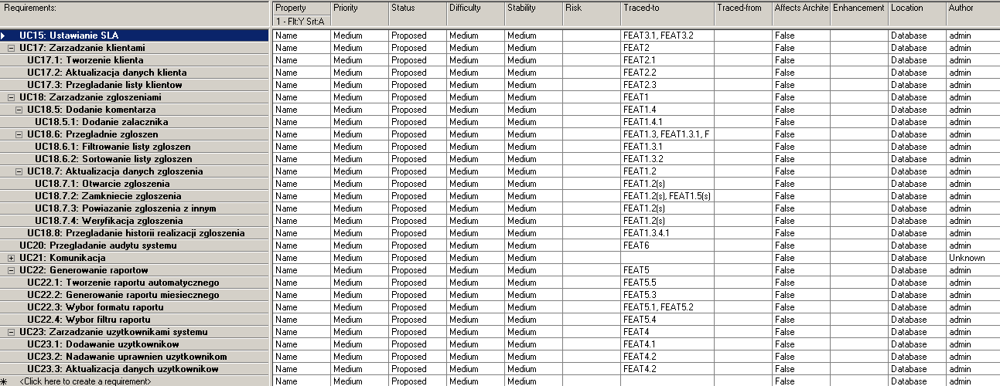 Requirements: Property Priority Status Difficulty Stability Risk Traced-to Traced-from Affects Archite Enhancement Location Author
1 - Flt:Y Srt:A
UC15: Ustawianie SLA Name Medium Proposed Medium Medium FEAT3.1, FEAT3.2 False Database admin
UC17: Zarzadzanie klientami Name Medium Proposed Medium Medium FEAT2 False Database admin
UC17.1: Tworzenie klienta Name Medium Proposed Medium Medium FEAT2.1 False Database admin
UC17.2: Aktualizacja danych klienta Name Medium Proposed Medium Medium FEAT2.2 False Database admin
UC17.3: Przegladanie listy klientow Name Medium Proposed Medium Medium FEAT2.3 False Database admin
UC18: Zarzadzanie zgloszeniami Name Medium Proposed Medium Medium FEAT1 False Database admin
UC18.5: Dodanie komentarza Name Medium Proposed Medium Medium FEAT1.4 False Database admin
UC18.5.1: Dodanie zalacznika Name Medium Proposed Medium Medium FEAT1.4.1 False Database admin
UC18.6: Przegladnie zgloszen Name Medium Proposed Medium Medium FEAT1.3, FEAT1.3.1, F False Database admin
UC18.6.1: Filtrowanie listy zgloszen Name Medium Proposed Medium Medium FEAT1.3.1 False Database admin
UC18.6.2: Sortowanie listy zgloszen Name Medium Proposed Medium Medium FEAT1.3.2 False Database admin
UC18.7: Aktualizacja danych zgloszenia Name Medium Proposed Medium Medium FEAT1.2 False Database admin
UC18.7.1: Otwarcie zgloszenia Name Medium Proposed Medium Medium FEAT1.2(s) False Database admin
UC18.7.2: Zamkniecie zgloszenia Name Medium Proposed Medium Medium FEAT1.2(s), FEAT1.5(s) False Database admin
UC18.7.3: Powiazanie zgloszenia z innym Name Medium Proposed Medium Medium FEAT1.2(s) False Database admin
UC18.7.4: Weryfikacja zgloszenia Name Medium Proposed Medium Medium FEAT1.2(s) False Database admin
UC18.8: Przegladanie historii realizacji zgloszenia Name Medium Proposed Medium Medium FEAT1.3.4.1 False Database admin
UC20: Przegladanie audytu systemu Name Medium Proposed Medium Medium FEAT6 False Database admin
UC21: Komunikacja Name Medium Proposed Medium Medium False Database Unknown
UC22: Generowanie raportow Name Medium Proposed Medium Medium FEAT5 False Database admin
UC22.1: Tworzenie raportu automatycznego Name Medium Proposed Medium Medium FEAT5.5 False Database admin
UC22.2: Generowanie raportu miesiecznego Name Medium Proposed Medium Medium FEAT5.3 False Database admin
UC22.3: Wybor formatu raportu Name Medium Proposed Medium Medium FEAT5.1, FEAT5.2 False Database admin
UC22.4: Wybor filtru raportu Name Medium Proposed Medium Medium FEAT5.4 False Database admin
UC23: Zarzadzanie uzytkownikami systemu Name Medium Proposed Medium Medium FEAT4 False Database admin
UC23.1: Dodawanie uzytkownikow Name Medium Proposed Medium Medium FEAT4.1 False Database admin
UC23.2: Nadawanie uprawnien uzytkownikom Name Medium Proposed Medium Medium FEAT4.2 False Database admin
UC23.3: Aktualizacja danych uzytkownikow Name Medium Proposed Medium Medium FEAT4.2 False Database admin
<Click here to create a requirement> Name Medium Proposed Medium Medium False Database admin